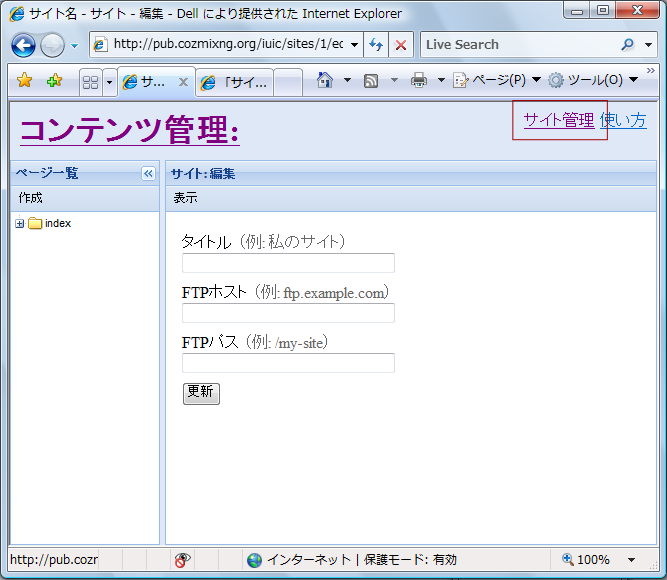 サイト名 - サイト - 編集 - Dell により提供された Internet Explorer
http://pub.cozmixng.org/iuic/sites/1/ec
Live Search
サ...
「サイ...
ページ(P)
ツール(O)
»
コンテンツ管理:
サイト管理 使い方
ページ一覧
サイト:編集
作成
表示
index
タイトル（例: 私のサイト）
FTPホスト（例: ftp.example.com）
FTPパス（例: /my-site）
更新
http://pub.cozr
インターネット | 保護モード: 有効
100%